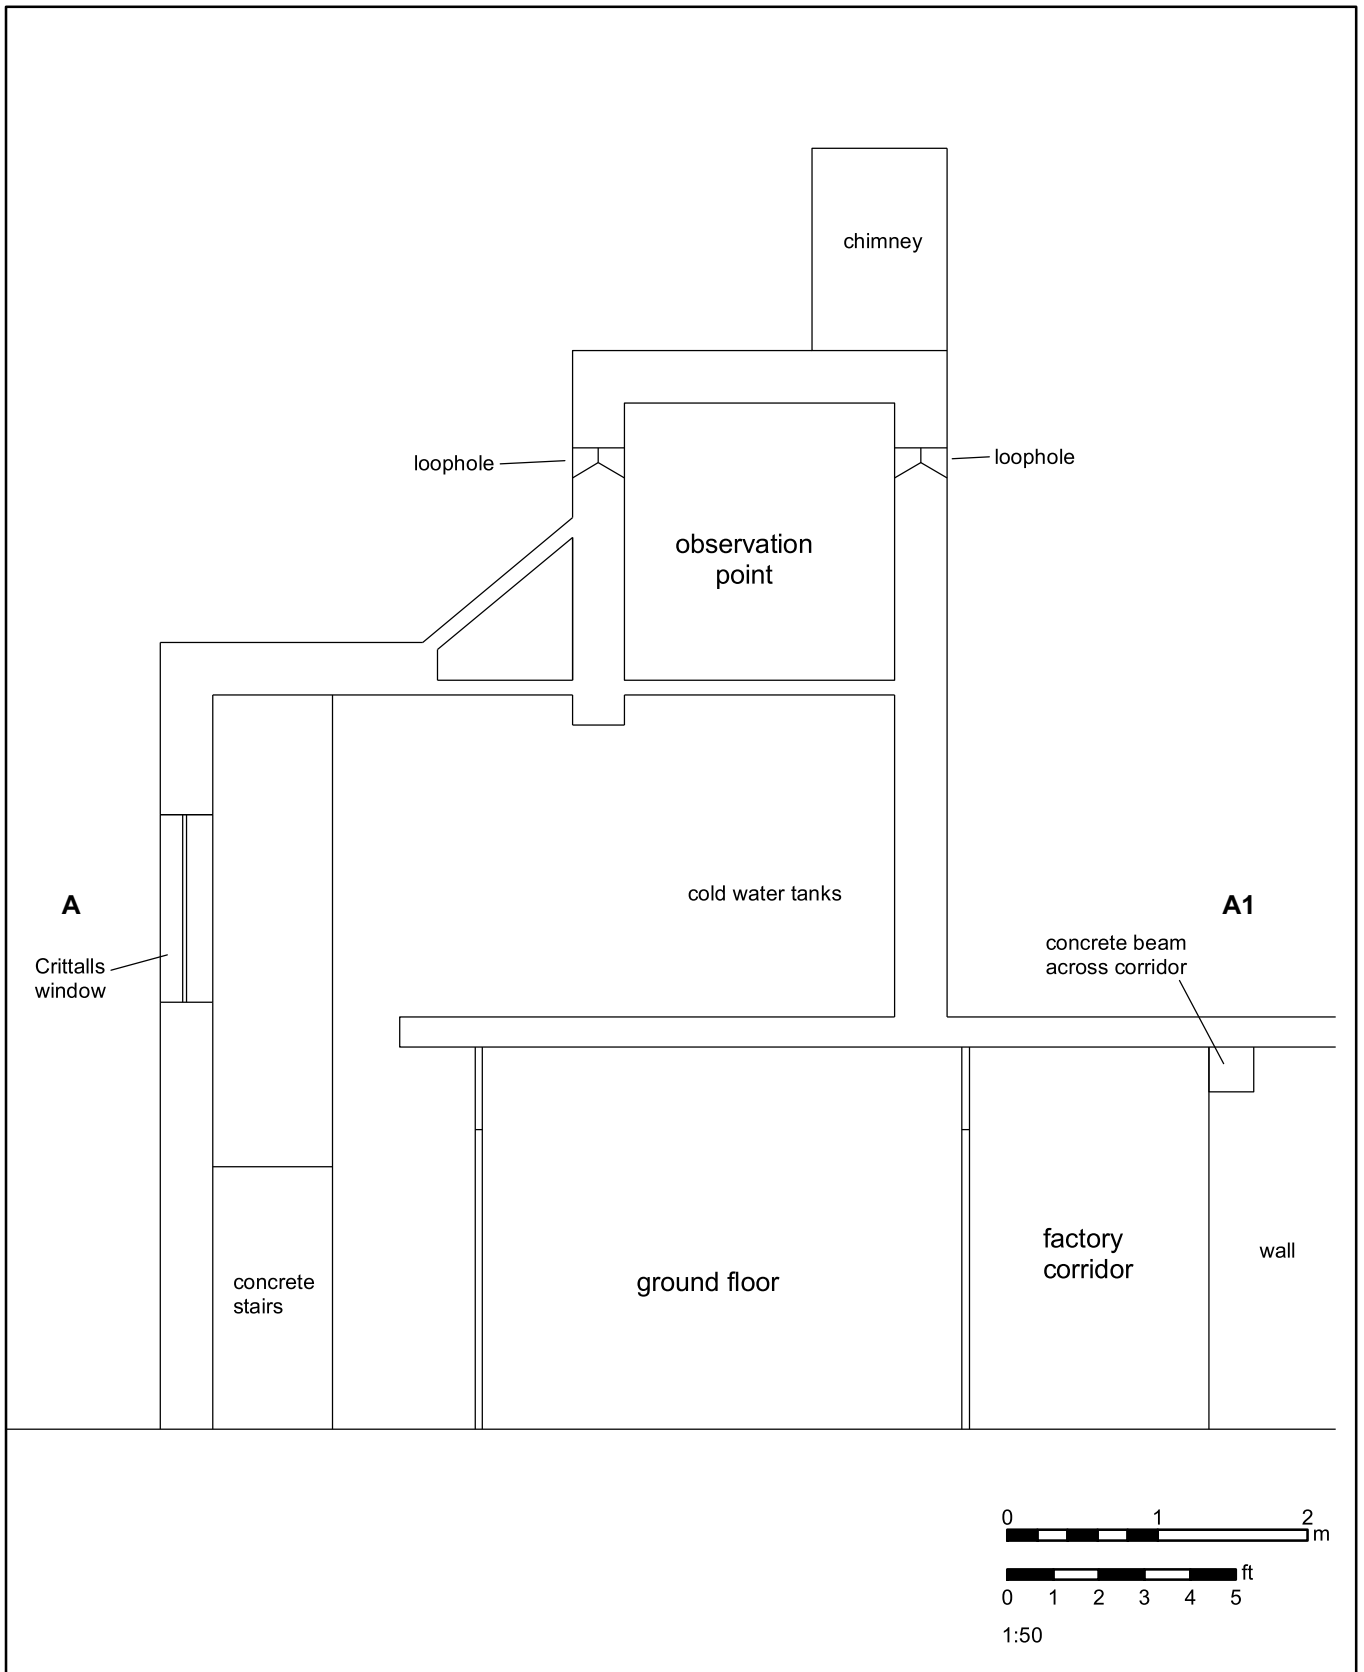 chimney
loophole
loophole
observation
point
cold water tanks
A
A1
concrete beam
across corridor
Crittalls
window
factory
corridor
wall
ground floor
concrete
stairs
0 1 2
m
ft
0 1 2 3 4 5
1:50